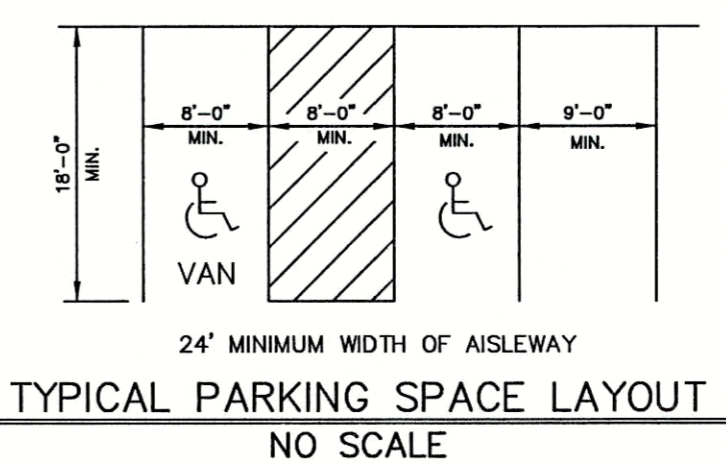 8'-0" 8'-0" 8'-0" 9'-0"
MIN. MIN. MIN. MIN.
18'-0"
MIN.
VAN
24' MINIMUM WIDTH OF AISLEWAY
TYPICAL PARKING SPACE LAYOUT
NO SCALE